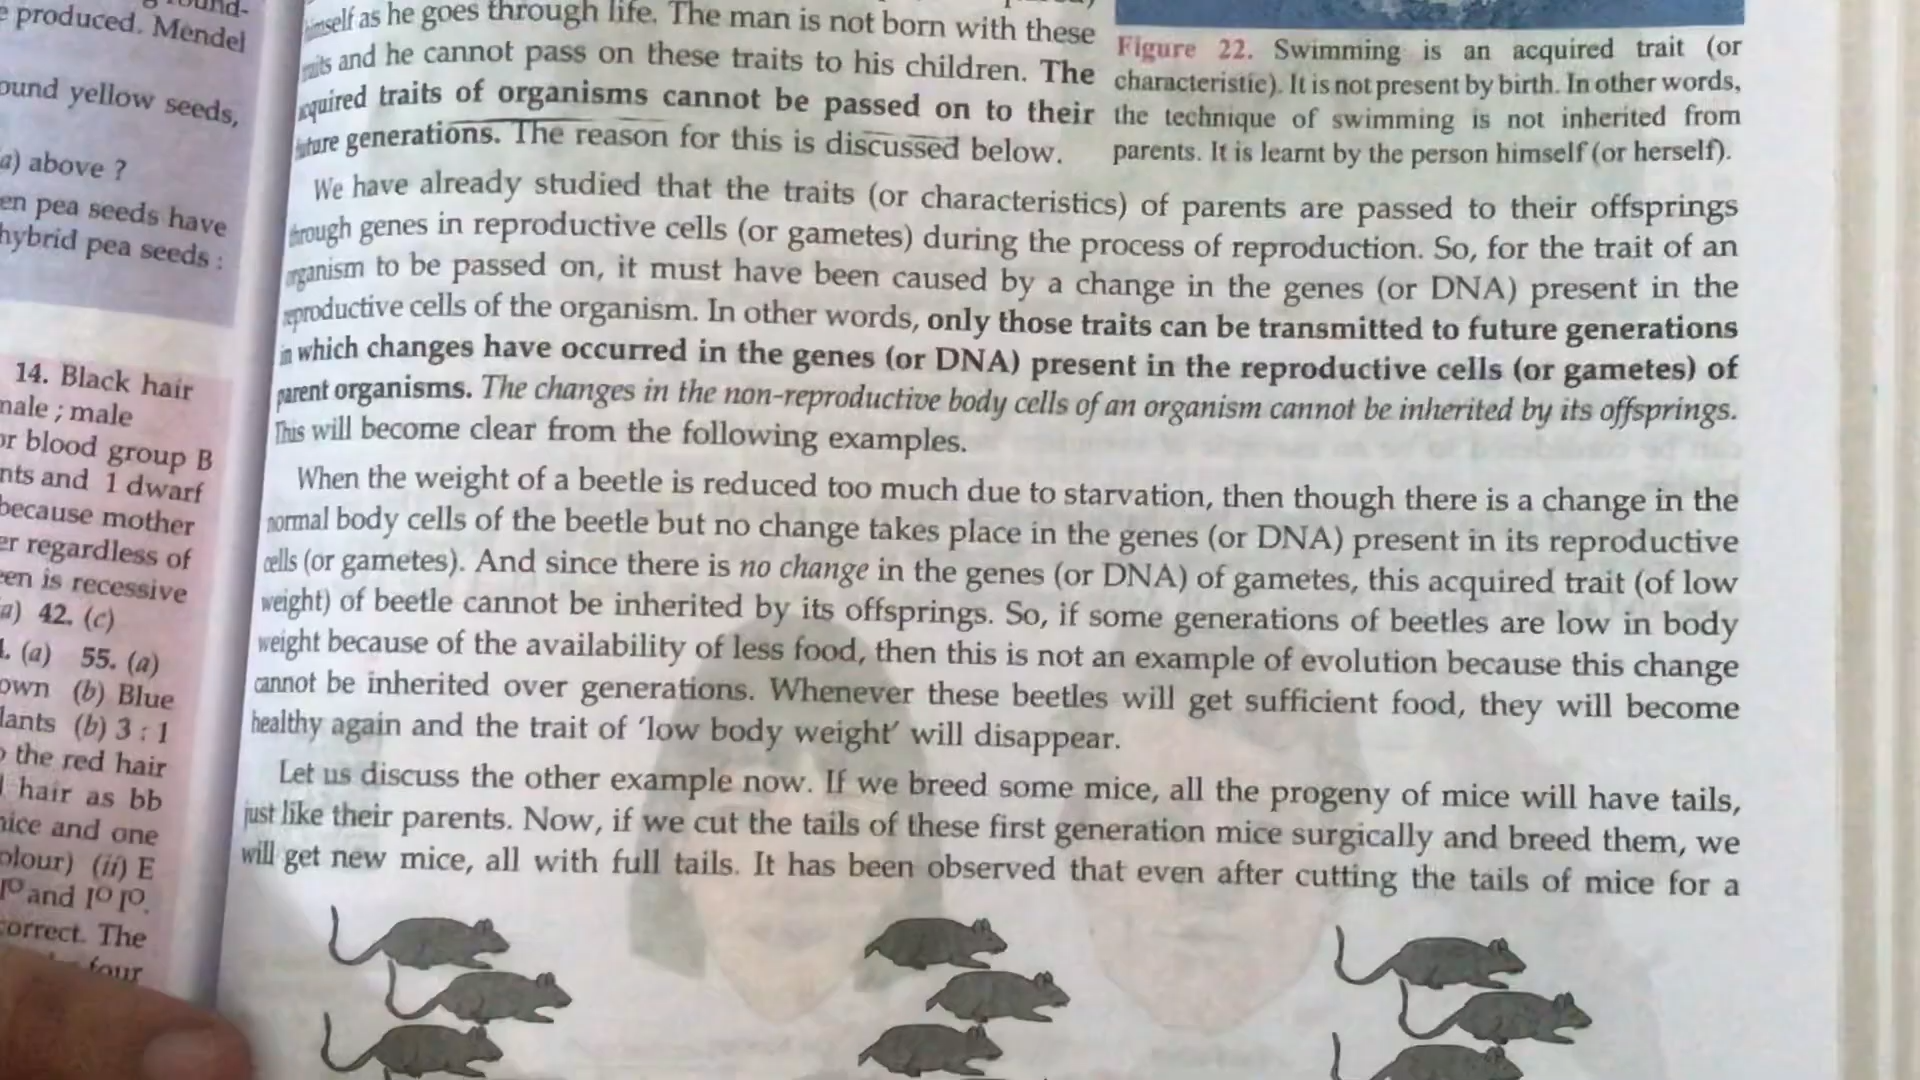 ound-
e produced. Mendel
ound yellow seeds,
a) above ?
en pea seeds have
hybrid pea seeds :
14. Black hair
male ; male
or blood group B
nts and 1 dwarf
because mother
er regardless of
een is recessive
a) 42. (c)
. (a) 55. (a)
own (b) Blue
lants (b) 3 : 1
the red hair
hair as bb
mice and one
olour) (ii) E
I⁰ and I⁰ I⁰.
correct. The
four
himself as he goes through life. The man is not born with these
traits and he cannot pass on these traits to his children. The
acquired traits of organisms cannot be passed on to their
future generations. The reason for this is discussed below.
Figure 22. Swimming is an acquired trait (or
characteristic). It is not present by birth. In other words,
the technique of swimming is not inherited from
parents. It is learnt by the person himself (or herself).
We have already studied that the traits (or characteristics) of parents are passed to their offsprings
through genes in reproductive cells (or gametes) during the process of reproduction. So, for the trait of an
organism to be passed on, it must have been caused by a change in the genes (or DNA) present in the
reproductive cells of the organism. In other words, only those traits can be transmitted to future generations
in which changes have occurred in the genes (or DNA) present in the reproductive cells (or gametes) of
parent organisms. The changes in the non-reproductive body cells of an organism cannot be inherited by its offsprings.
This will become clear from the following examples.
When the weight of a beetle is reduced too much due to starvation, then though there is a change in the
normal body cells of the beetle but no change takes place in the genes (or DNA) present in its reproductive
cells (or gametes). And since there is no change in the genes (or DNA) of gametes, this acquired trait (of low
weight) of beetle cannot be inherited by its offsprings. So, if some generations of beetles are low in body
weight because of the availability of less food, then this is not an example of evolution because this change
cannot be inherited over generations. Whenever these beetles will get sufficient food, they will become
healthy again and the trait of 'low body weight' will disappear.
Let us discuss the other example now. If we breed some mice, all the progeny of mice will have tails,
just like their parents. Now, if we cut the tails of these first generation mice surgically and breed them, we
will get new mice, all with full tails. It has been observed that even after cutting the tails of mice for a